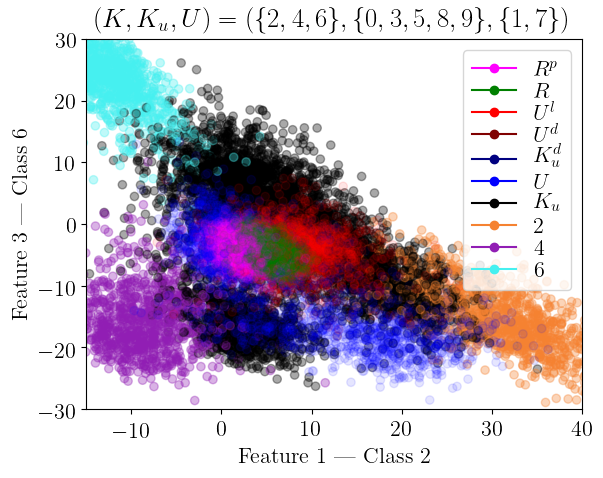 (K, K_u, U) = ({2, 4, 6}, {0, 3, 5, 8, 9}, {1, 7})
30
20
10
0
−10
−20
−30
Feature 3 — Class 6
R^p
R
U^l
U^d
K_u^d
U
K_u
2
4
6
−10
0
10
20
30
40
Feature 1 — Class 2